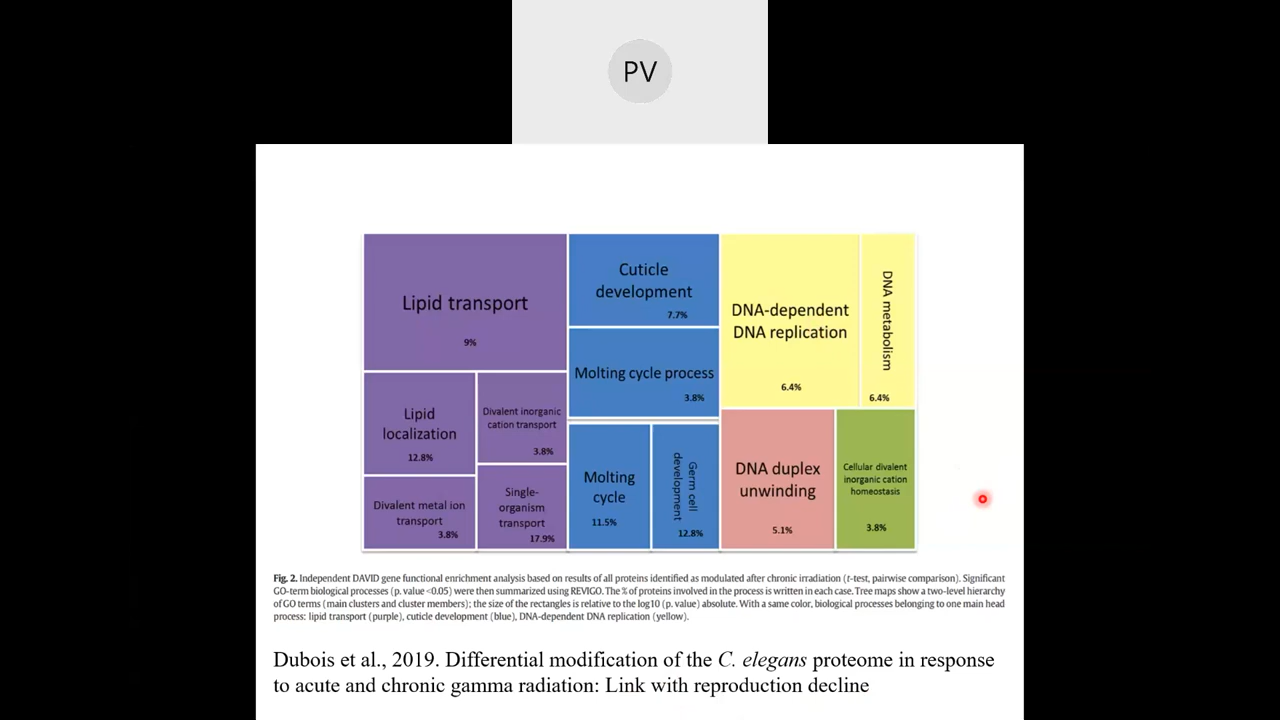 PV
Lipid transport
9%
Lipid
localization
12.8%
Divalent inorganic
cation transport
3.8%
Divalent metal ion
transport
3.8%
Single-
organism
transport
17.9%
Cuticle
development
7.7%
Molting cycle process
3.8%
Molting
cycle
11.5%
Germ cell
development
12.8%
DNA-dependent
DNA replication
6.4%
DNA metabolism
6.4%
DNA duplex
unwinding
5.1%
Cellular divalent
inorganic cation
homeostasis
3.8%
Fig. 2. Independent DAVID gene functional enrichment analysis based on results of all proteins identified as modulated after chronic irradiation (t-test, pairwise comparison). Significant
GO-term biological processes (p. value <0.05) were then summarized using REVIGO. The % of proteins involved in the process is written in each case. Tree maps show a two-level hierarchy
of GO terms (main clusters and cluster members); the size of the rectangles is relative to the log10 (p. value) absolute. With a same color, biological processes belonging to one main head
process: lipid transport (purple), cuticle development (blue), DNA-dependent DNA replication (yellow).
Dubois et al., 2019. Differential modification of the C. elegans proteome in response
to acute and chronic gamma radiation: Link with reproduction decline